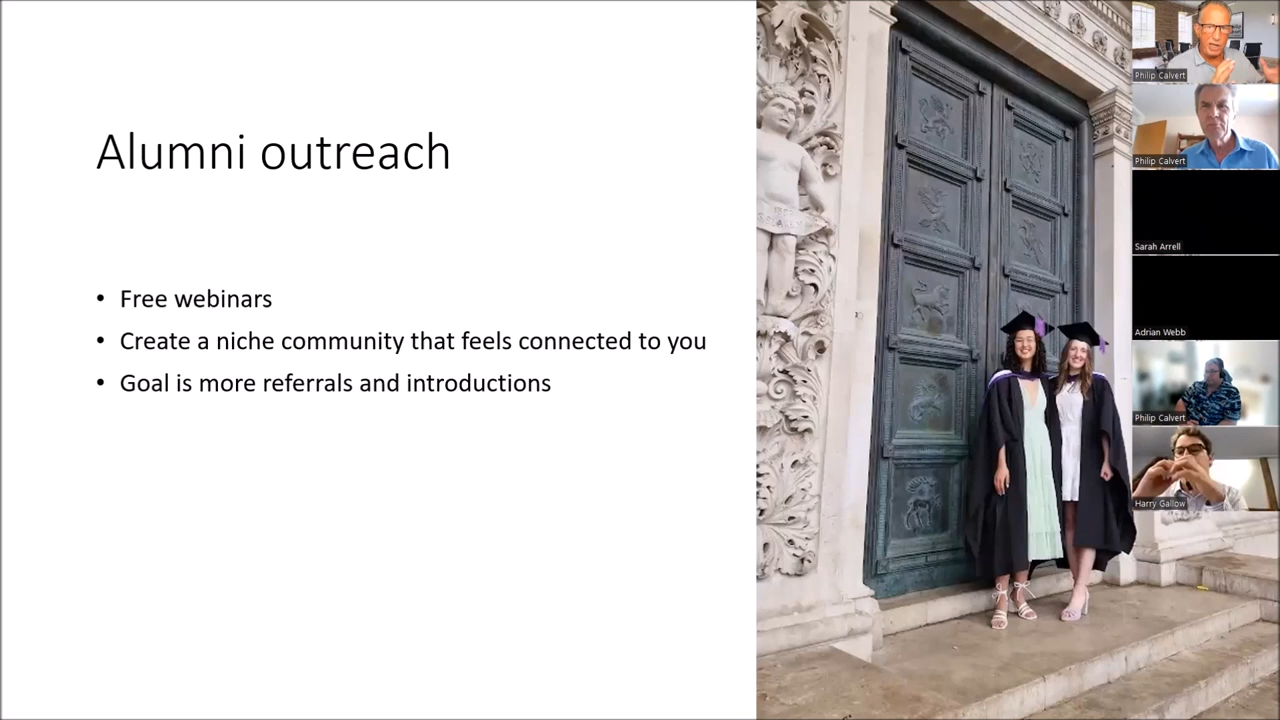 Alumni outreach
• Free webinars
• Create a niche community that feels connected to you
• Goal is more referrals and introductions
Philip Calvert
Philip Calvert
Sarah Arrell
Adrian Webb
Philip Calvert
Harry Gallow